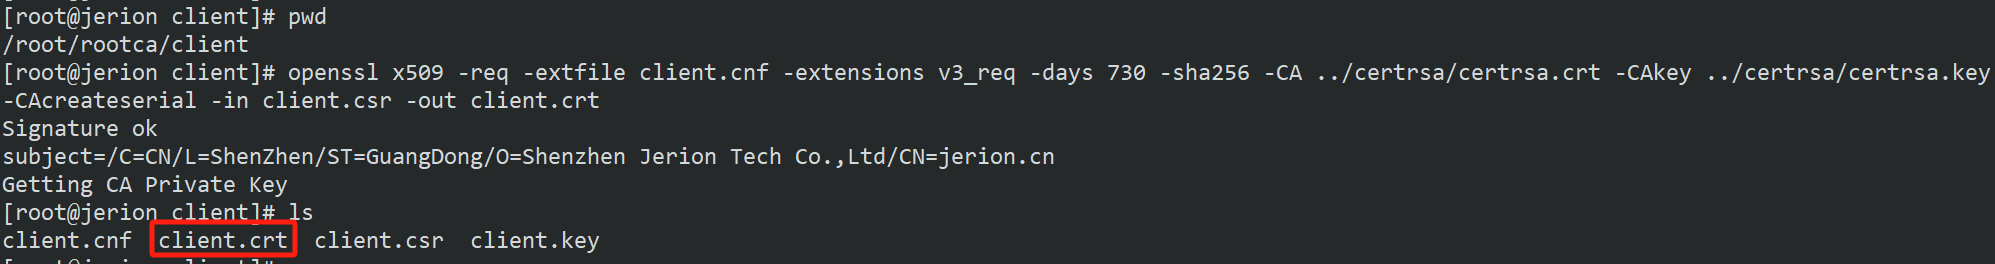 [root@jerion client]# pwd
/root/rootca/client
[root@jerion client]# openssl x509 -req -extfile client.cnf -extensions v3_req -days 730 -sha256 -CA ../certrsa/certrsa.crt -CAkey ../certrsa/certrsa.key
-CAcreateserial -in client.csr -out client.crt
Signature ok
subject=/C=CN/L=ShenZhen/ST=GuangDong/O=Shenzhen Jerion Tech Co.,Ltd/CN=jerion.cn
Getting CA Private Key
[root@jerion client]# ls
client.cnf  client.crt  client.csr  client.key